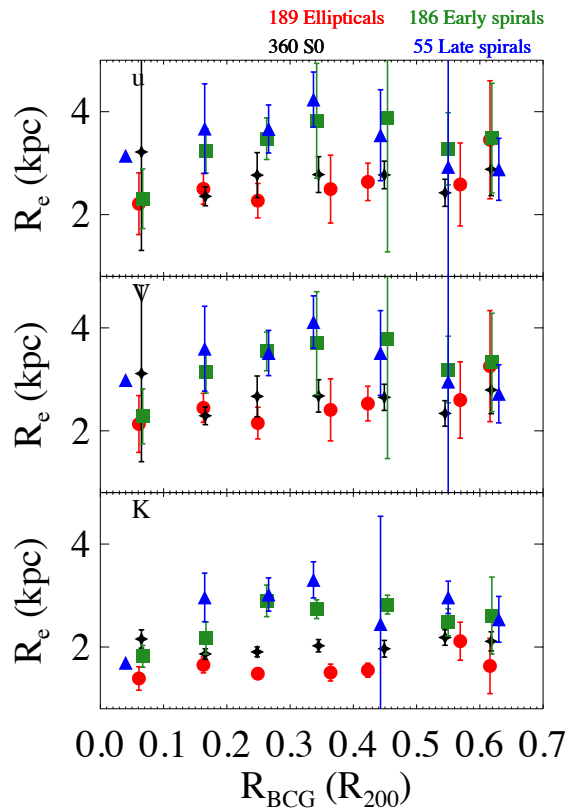 189 Ellipticals 186 Early spirals
360 S0 55 Late spirals
u
4
2
R_e (kpc)
V
4
2
R_e (kpc)
K
4
2
R_e (kpc)
0.0 0.1 0.2 0.3 0.4 0.5 0.6 0.7
R_BCG (R_200)